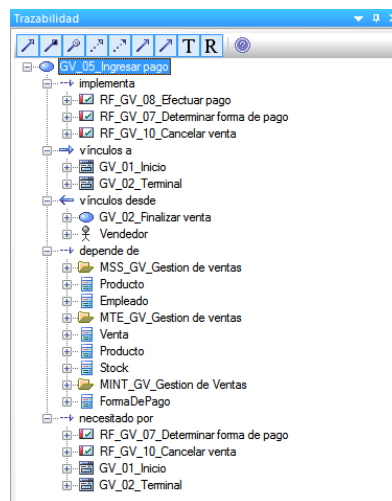 Trazabilidad
T R
GV_05_Ingresar pago
implementa
RF_GV_08_Efectuar pago
RF_GV_07_Determinar forma de pago
RF_GV_10_Cancelar venta
vínculos a
GV_01_Inicio
GV_02_Terminal
vínculos desde
GV_02_Finalizar venta
Vendedor
depende de
MSS_GV_Gestion de ventas
Producto
Empleado
MTE_GV_Gestion de ventas
Venta
Producto
Stock
MINT_GV_Gestion de Ventas
FormaDePago
necesitado por
RF_GV_07_Determinar forma de pago
RF_GV_10_Cancelar venta
GV_01_Inicio
GV_02_Terminal